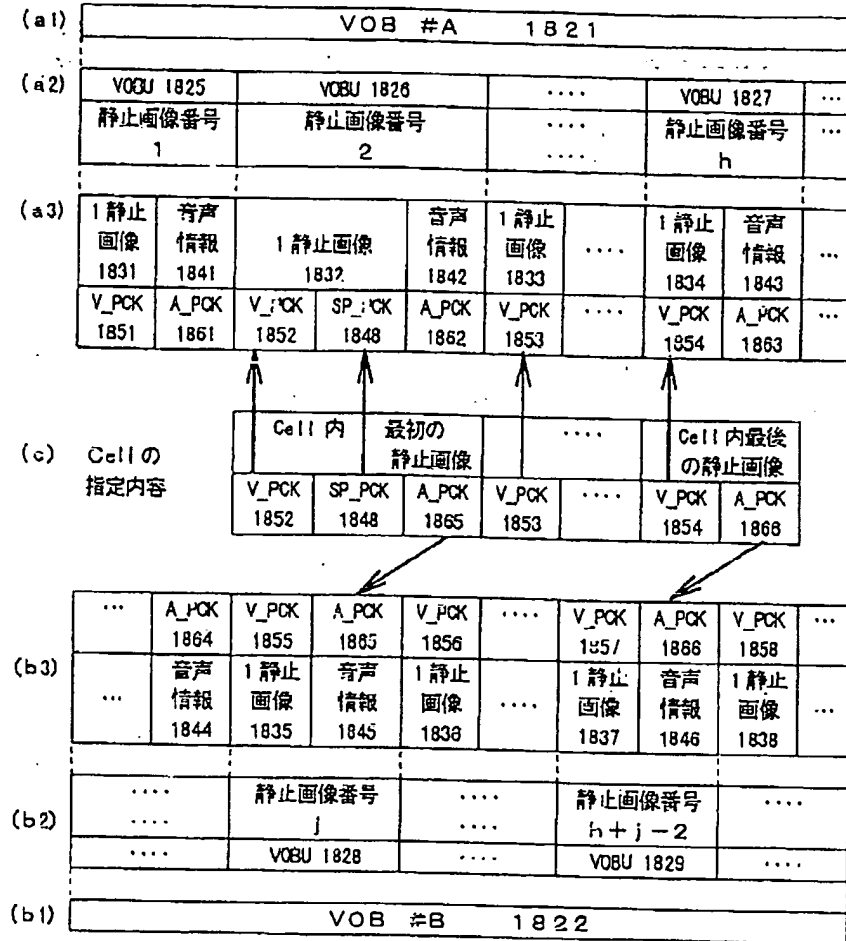 (a1) VOB #A 1821
(a2) VOBU 1825 VOBU 1826 ···· VOBU 1827 ···
静止画像番号 静止画像番号 ···· 静止画像番号 ···
1 2 ···· h
(a3) 1静止 音声 音声 1静止 1静止 音声
画像 情報 1静止画像 情報 画像 ···· 画像 情報 ···
1831 1841 1832 1842 1833 1834 1843
V_PCK A_PCK V_PCK SP_PCK A_PCK V_PCK ···· V_PCK A_PCK ···
1851 1861 1852 1848 1862 1853 1854 1863
Cell内 最初の ···· Cell内最後
(c) Cellの 静止画像 の静止画像
指定内容 V_PCK SP_PCK A_PCK V_PCK ···· V_PCK A_PCK
1852 1848 1865 1853 1854 1866
··· A_PCK V_PCK A_PCK V_PCK ···· V_PCK A_PCK V_PCK ···
1864 1855 1865 1856 1857 1866 1858
(b3) 音声 1静止 音声 1静止 1静止 音声 1静止
··· 情報 画像 情報 画像 ···· 画像 情報 画像 ···
1844 1835 1845 1836 1837 1846 1838
···· 静止画像番号 ···· 静止画像番号 ····
(b2) ···· j ···· h+j-2
···· VOBU 1828 ···· VOBU 1829 ····
(b1) VOB #B 1822